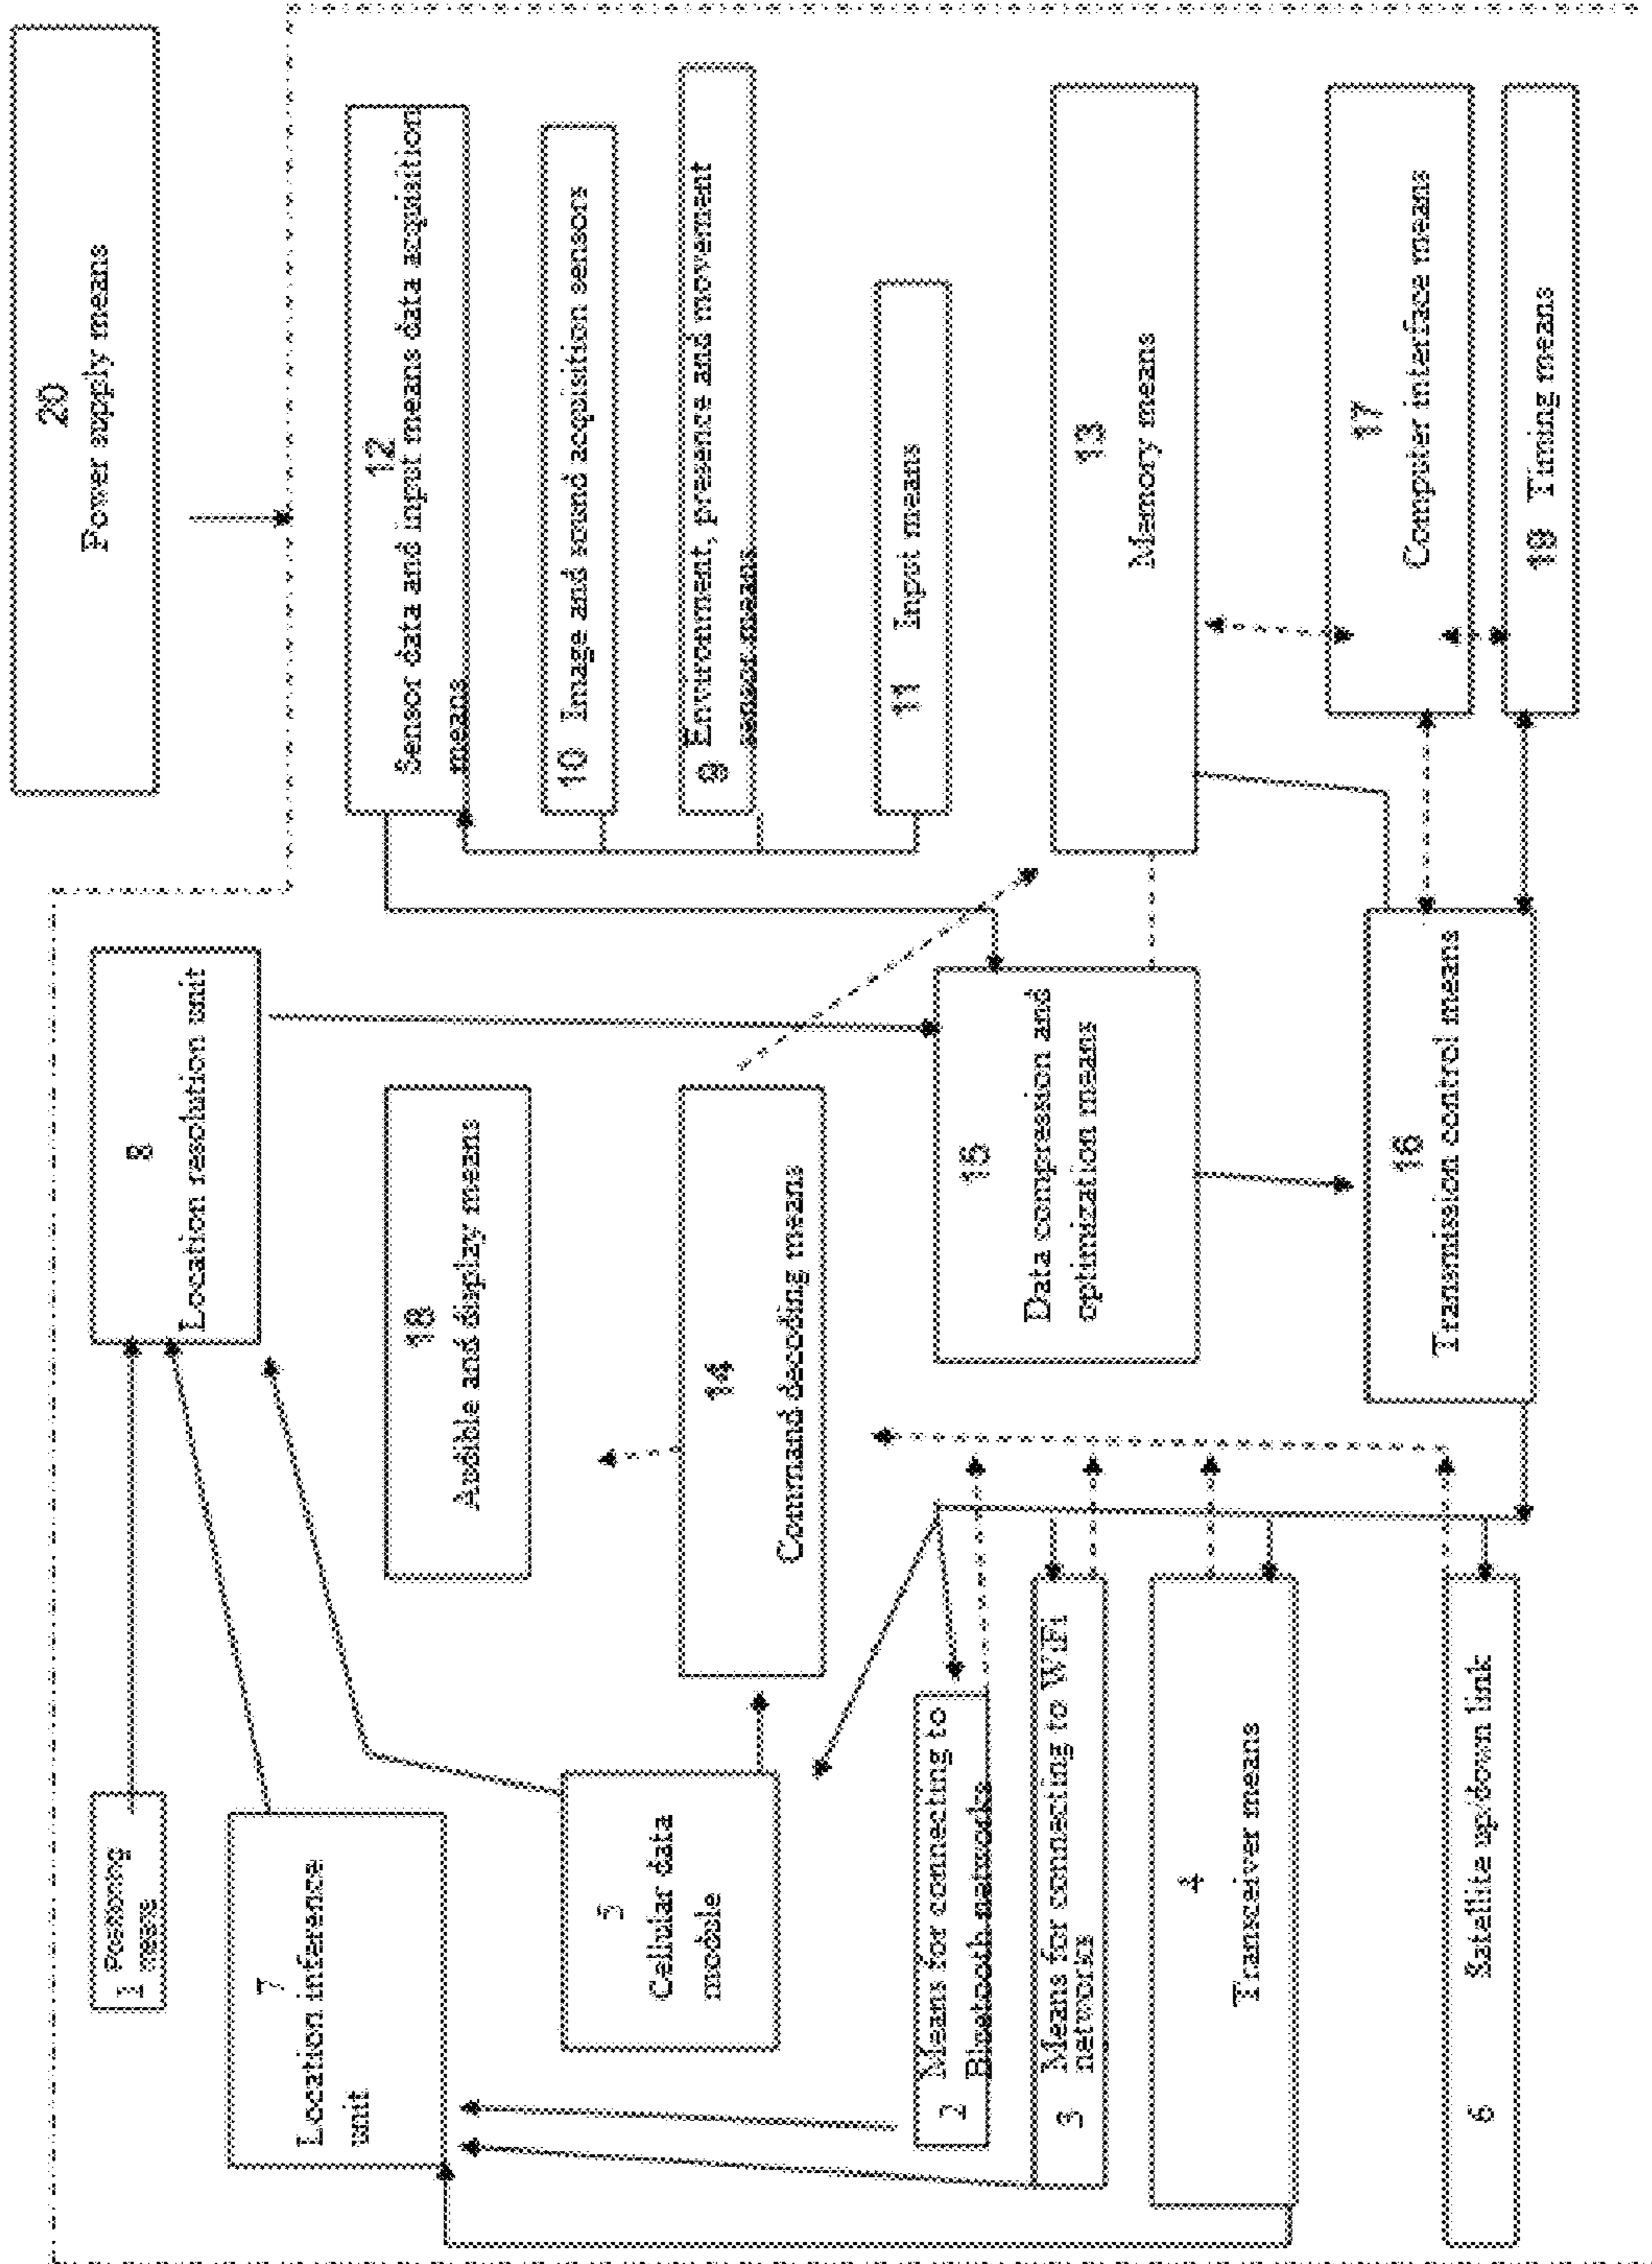 20
Power supply means
1 Positioning
means
8
Location resolution unit
7
Location inference
unit
12
Sensor data and input means data acquisition
means
18
Audible and display means
10 Image and sound acquisition sensors
5
Cellular data
module
14
Command decoding means
9 Environment, presence and movement
sensor means
11 Input means
2 Means for connecting to
Bluetooth networks
15
Data compression and
optimization means
3 Means for connecting to WiFi
networks
13
Memory means
4
Transceiver means
16
Transmission control means
17
Computer interface means
6 Satellite up/down link
19 Timing means